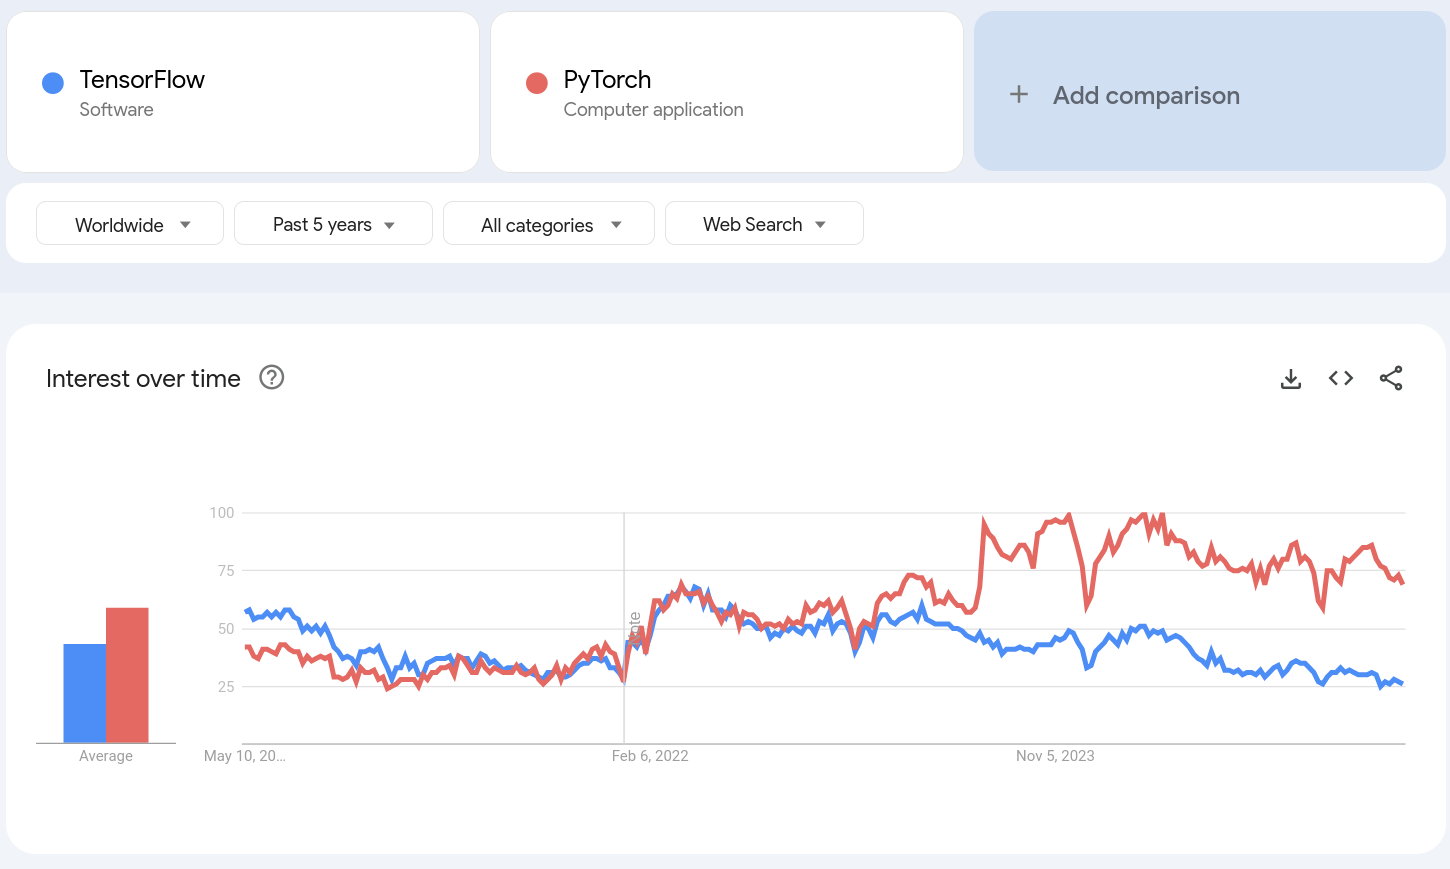 TensorFlow
Software
PyTorch
Computer application
+ Add comparison
Worldwide
Past 5 years
All categories
Web Search
Interest over time
100
75
50
25
Note
Average
May 10, 20...
Feb 6, 2022
Nov 5, 2023